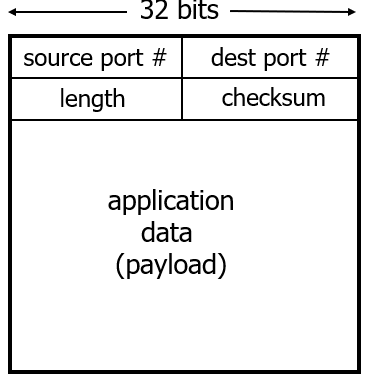 32 bits
source port # dest port #
length checksum
application
data
(payload)